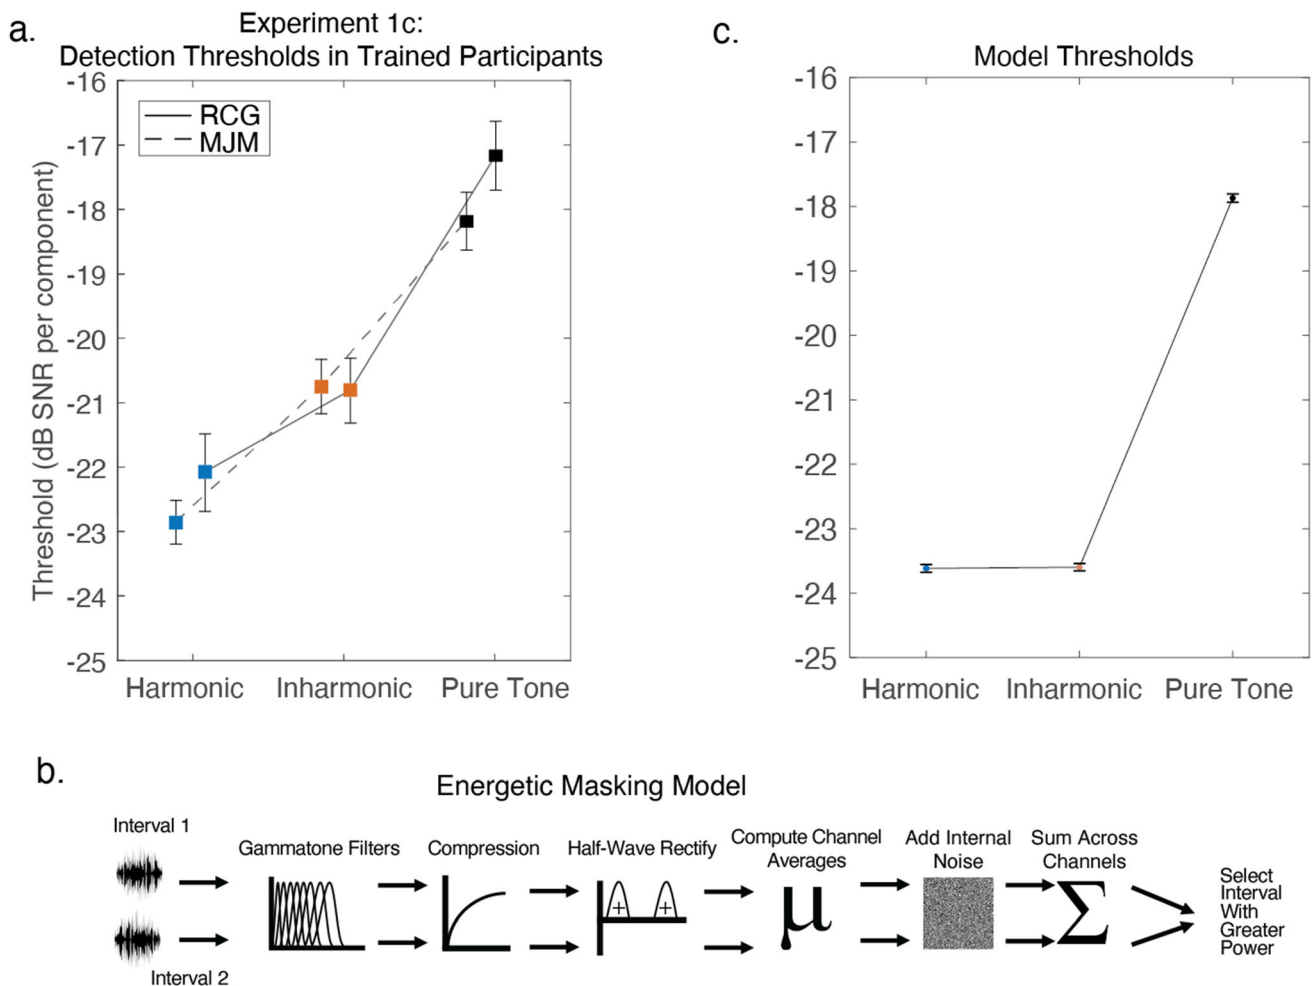 a.
Experiment 1c:
Detection Thresholds in Trained Participants
-16
-17
-18
-19
-20
-21
-22
-23
-24
-25
Threshold (dB SNR per component)
RCG
MJM
Harmonic Inharmonic Pure Tone
c.
Model Thresholds
-16
-17
-18
-19
-20
-21
-22
-23
-24
-25
Harmonic Inharmonic Pure Tone
b.
Energetic Masking Model
Interval 1
Interval 2
Gammatone Filters
Compression
Half-Wave Rectify
+ +
Compute Channel
Averages
μ
Add Internal
Noise
Sum Across
Channels
Σ
Select
Interval
With
Greater
Power